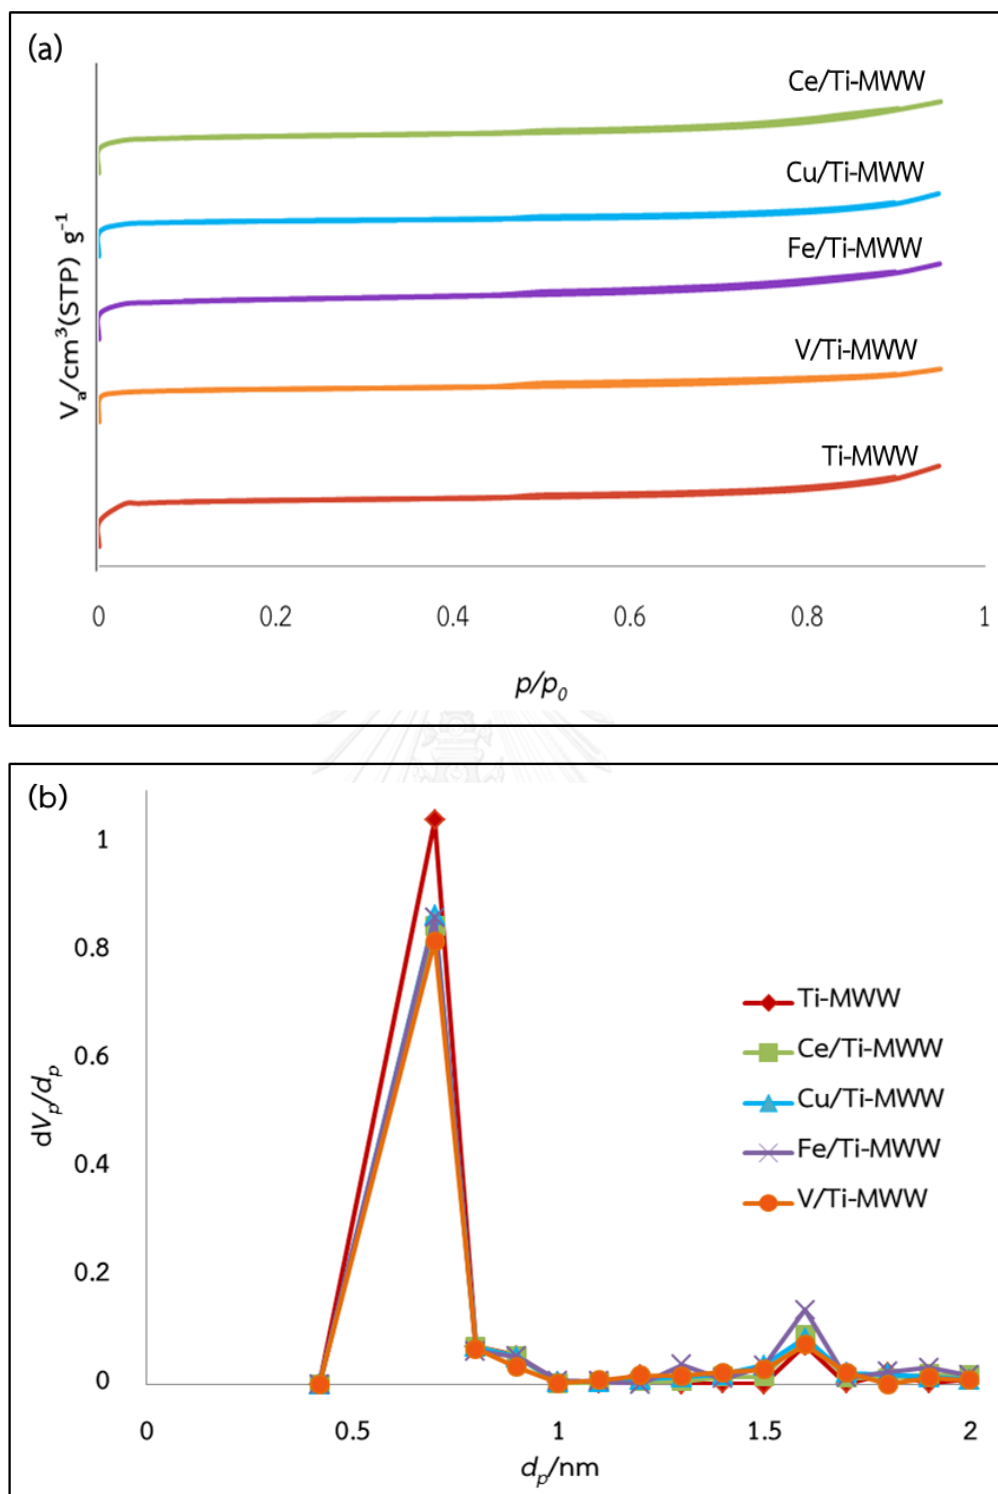 (a)
Ce/Ti-MWW
Cu/Ti-MWW
Fe/Ti-MWW
V/Ti-MWW
Ti-MWW
Vₐ/cm³(STP) g⁻¹
0 0.2 0.4 0.6 0.8 1
p/p₀
(b)
1
0.8
0.6
0.4
0.2
0
dVₚ/dₚ
Ti-MWW
Ce/Ti-MWW
Cu/Ti-MWW
Fe/Ti-MWW
V/Ti-MWW
0 0.5 1 1.5 2
dₚ/nm